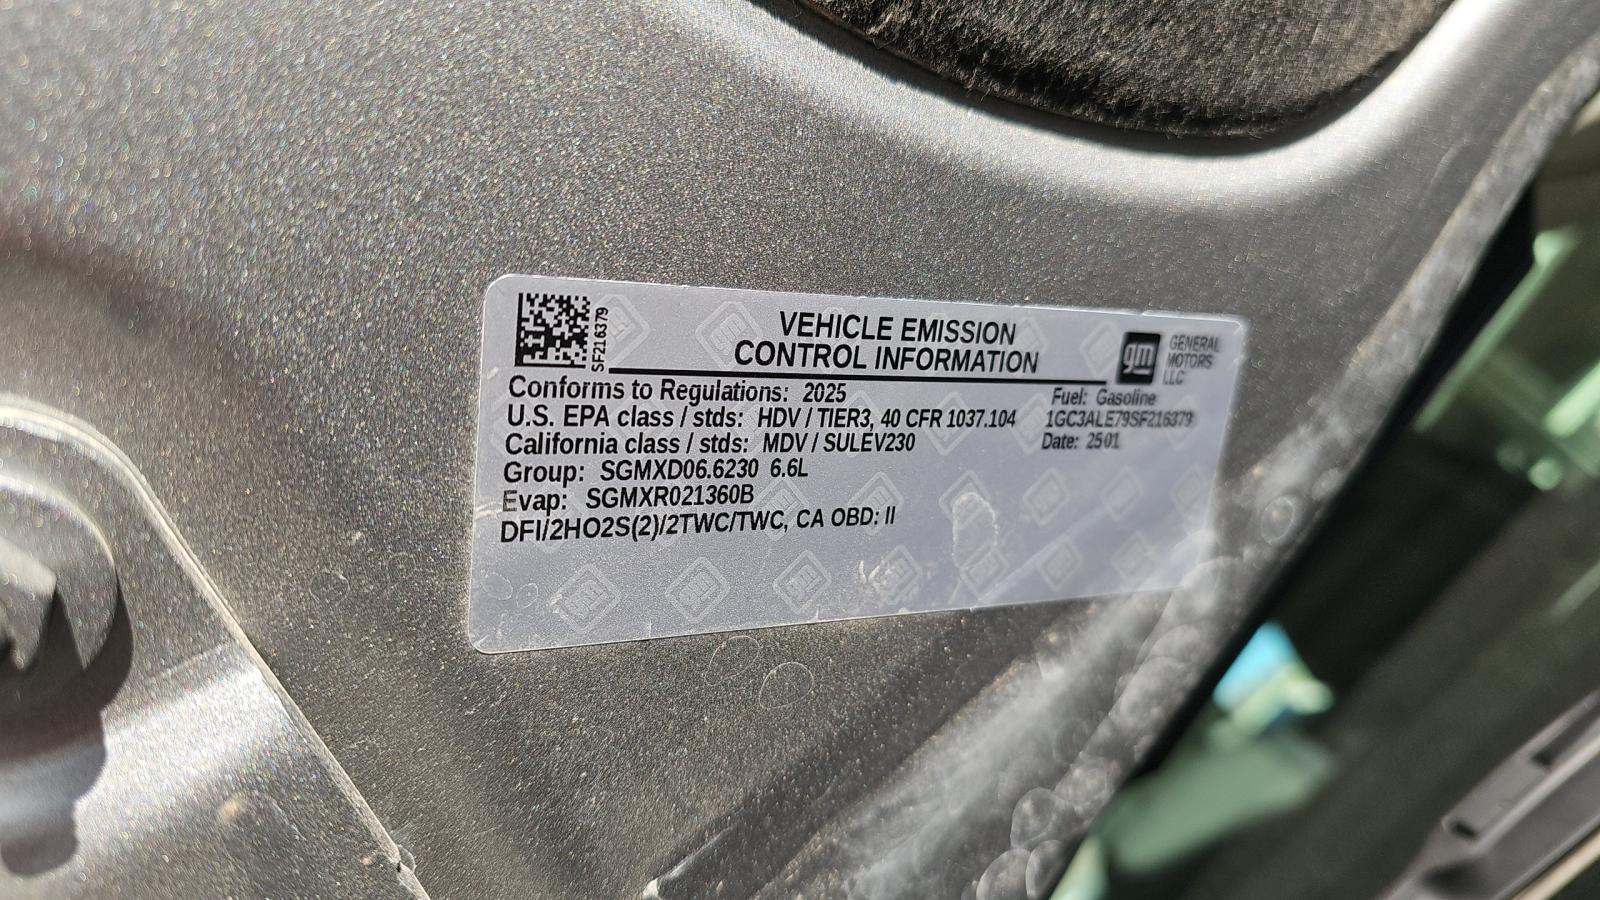 SF216379
VEHICLE EMISSION
CONTROL INFORMATION
gm
GENERAL
MOTORS
LLC
Conforms to Regulations: 2025
U.S. EPA class / stds: HDV / TIER3, 40 CFR 1037.104
California class / stds: MDV / SULEV230
Group: SGMXD06.6230 6.6L
Evap: SGMXR021360B
DFI/2HO2S(2)/2TWC/TWC, CA OBD: II
Fuel: Gasoline
1GC3ALE79SF216379
Date: 2501